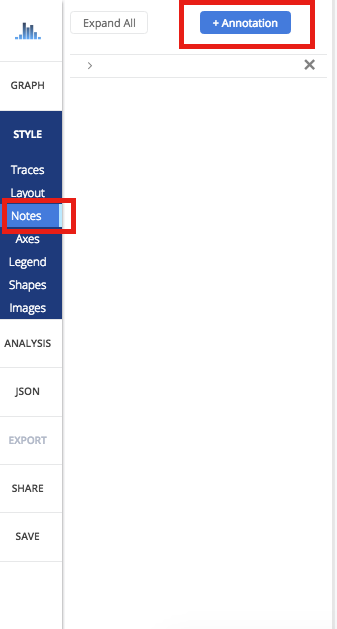 Expand All
+ Annotation
GRAPH
STYLE
Traces
Layout
Notes
Axes
Legend
Shapes
Images
ANALYSIS
JSON
EXPORT
SHARE
SAVE